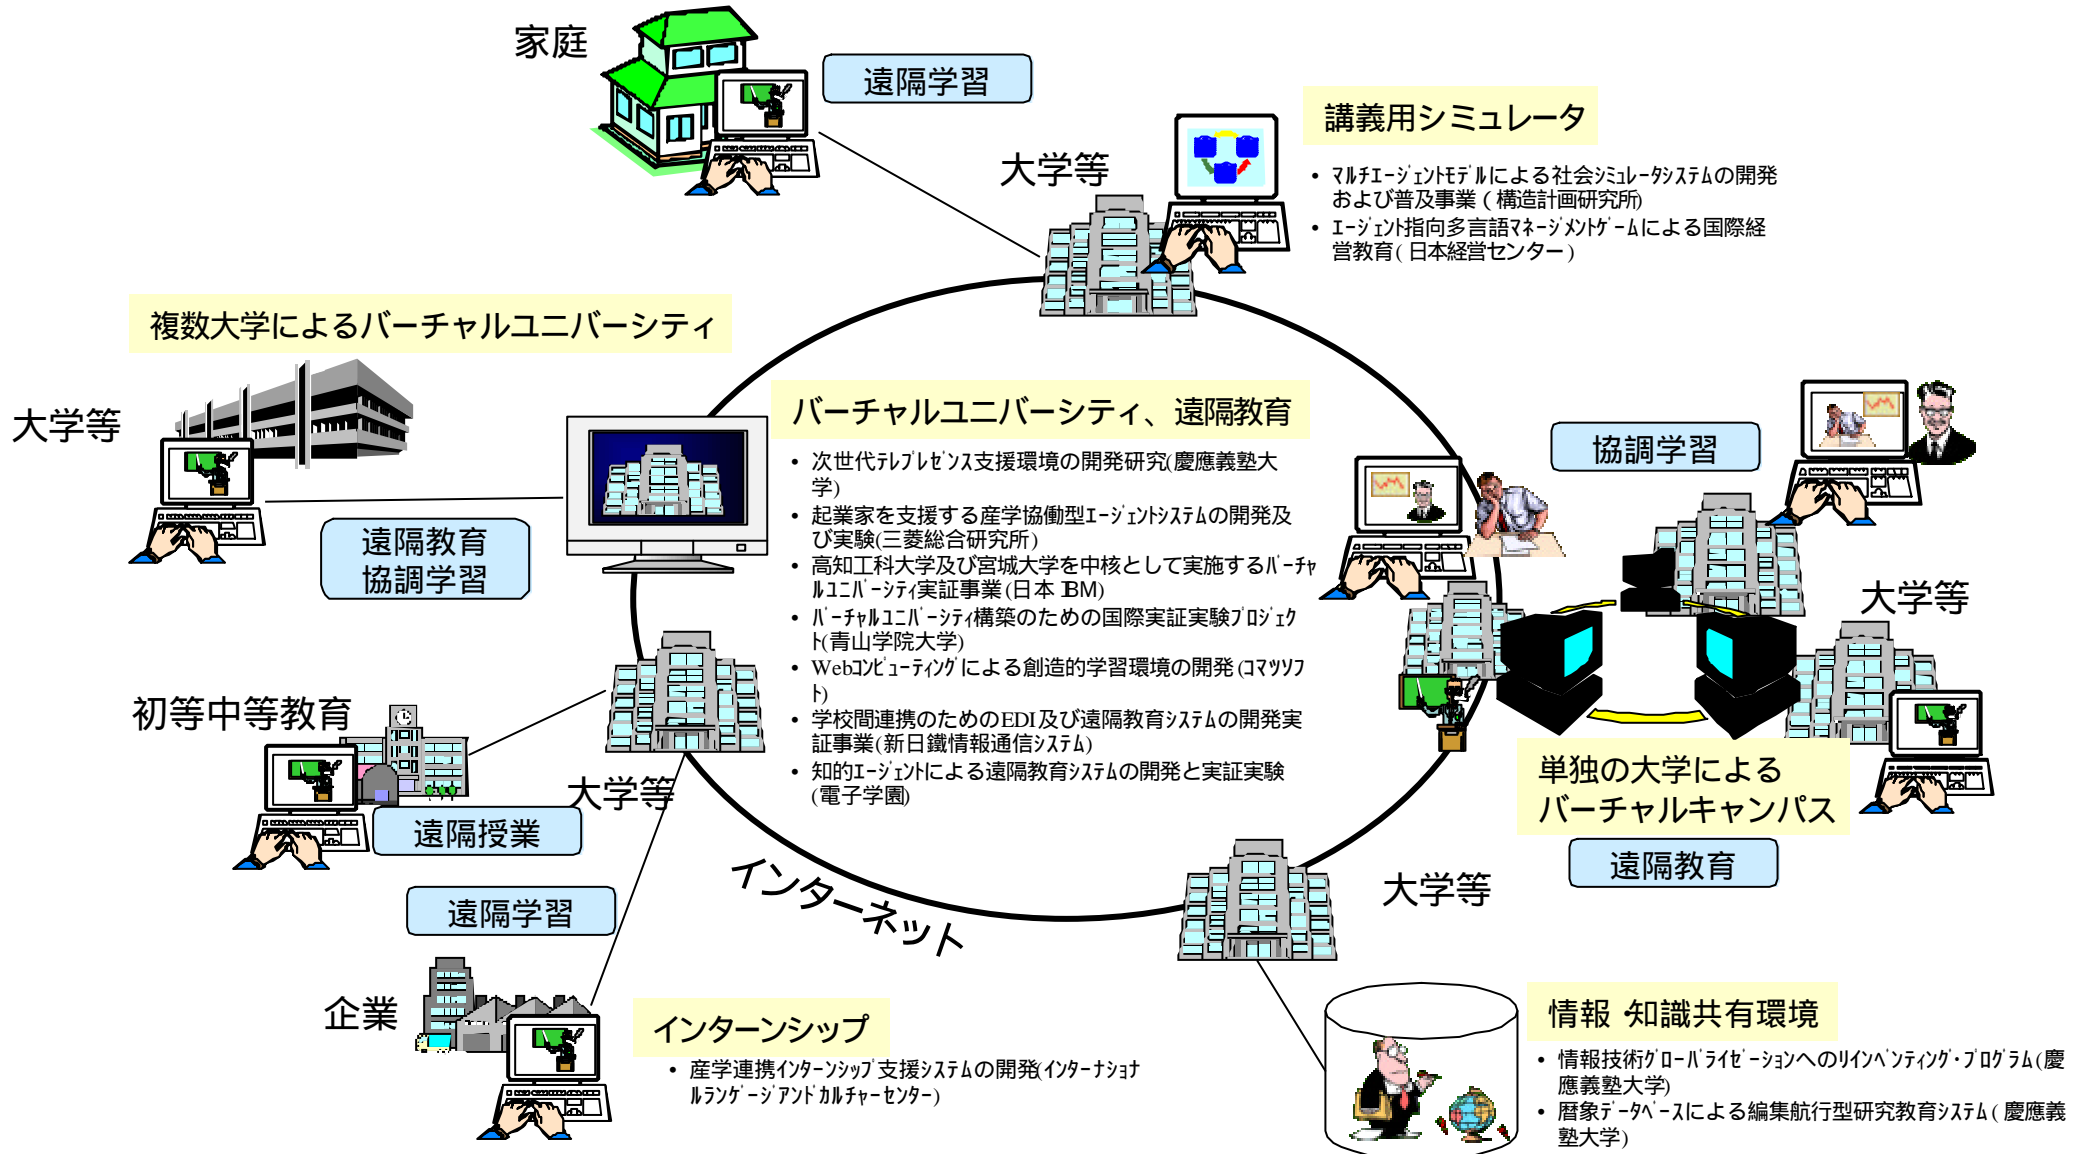 家庭
遠隔学習
講義用シミュレータ
大学等
• ﾏﾙﾁｴｰｼﾞｪﾝﾄﾓﾃﾞﾙによる社会ｼﾐｭﾚｰﾀｼｽﾃﾑの開発
および普及事業 ( 構造計画研究所)
• ｴｰｼﾞｪﾝﾄ指向多言語ﾏﾈｰｼﾞﾒﾝﾄｹﾞｰﾑによる国際経
営教育( 日本経営センター )
複数大学によるバーチャルユニバーシティ
大学等
遠隔教育
協調学習
バーチャルユニバーシティ、遠隔教育
• 次世代ﾃﾚﾌﾟﾚｾﾞﾝｽ支援環境の開発研究(慶應義塾大
学)
• 起業家を支援する産学協働型ｴｰｼﾞｪﾝﾄｼｽﾃﾑの開発及
び実験(三菱総合研究所)
• 高知工科大学及び宮城大学を中核として実施するﾊﾞｰﾁｬ
ﾙﾕﾆﾊﾞｰｼﾃｨ実証事業(日本 IBM)
• ﾊﾞｰﾁｬﾙﾕﾆﾊﾞｰｼﾃｨ構築のための国際実証実験ﾌﾟﾛｼﾞｪｸ
ﾄ(青山学院大学)
• Webｺﾝﾋﾟｭｰﾃｨﾝｸﾞによる創造的学習環境の開発(ｺﾏﾂｿﾌ
ﾄ)
• 学校間連携のためのEDI及び遠隔教育ｼｽﾃﾑの開発実
証事業(新日鐵情報通信ｼｽﾃﾑ)
• 知的ｴｰｼﾞｪﾝﾄによる遠隔教育ｼｽﾃﾑの開発と実証実験
(電子学園)
協調学習
大学等
単独の大学による
バーチャルキャンパス
遠隔教育
初等中等教育
遠隔授業
大学等
インターネット
大学等
遠隔学習
企業
インターンシップ
• 産学連携ｲﾝﾀｰﾝｼｯﾌﾟ支援ｼｽﾃﾑの開発(ｲﾝﾀｰﾅｼｮﾅ
ﾙﾗﾝｹﾞｰｼﾞｱﾝﾄﾞｶﾙﾁｬｰセンター)
情報・知識共有環境
• 情報技術ｸﾞﾛｰﾊﾞﾗｲｾﾞｰｼｮﾝへのﾘｲﾝﾍﾞﾝﾃｨﾝｸﾞ･ﾌﾟﾛｸﾞﾗﾑ(慶
應義塾大学)
• 暦象ﾃﾞｰﾀﾍﾞｰｽによる編集航行型研究教育ｼｽﾃﾑ( 慶應義
塾大学)